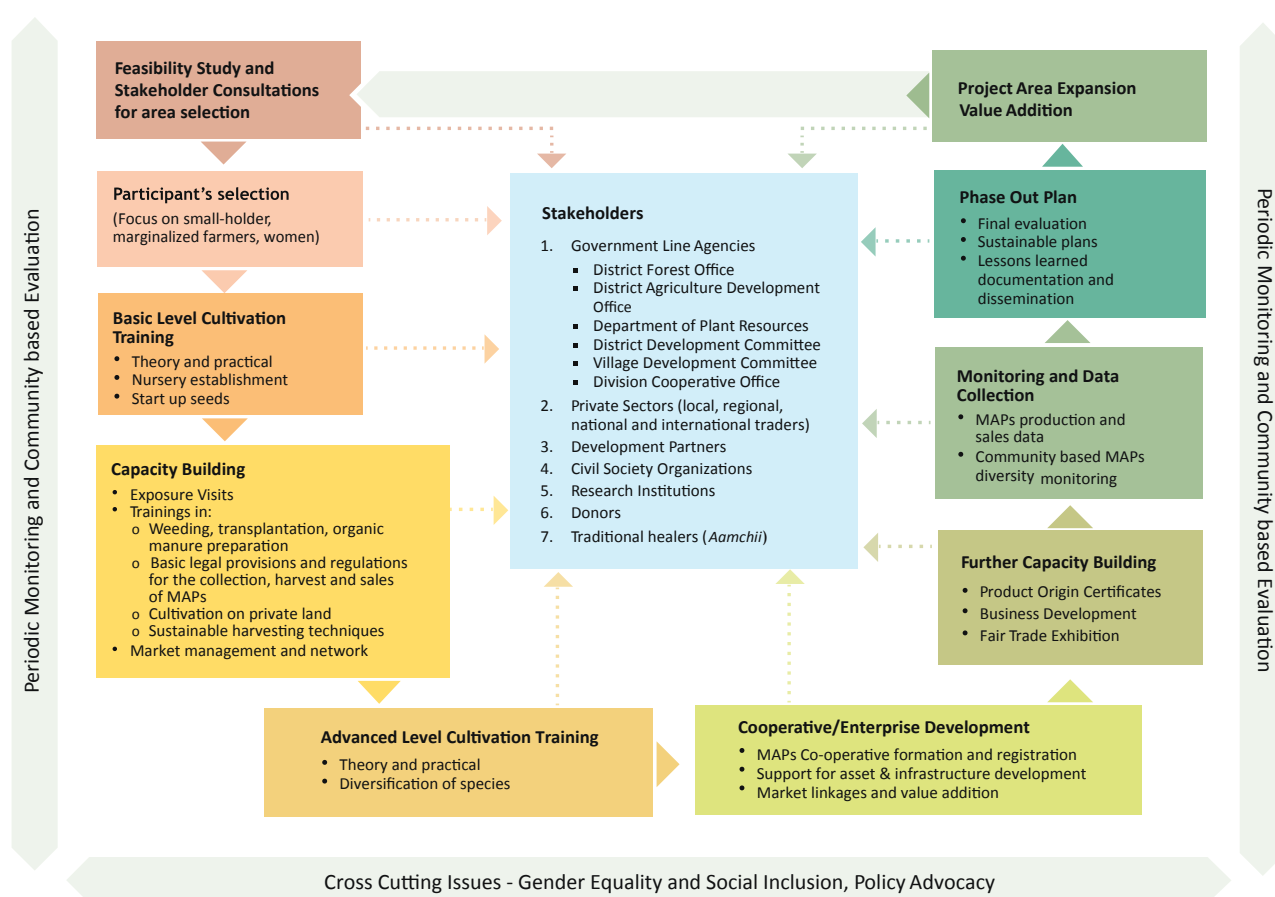 Periodic Monitoring and Community based Evaluation
Feasibility Study and
Stakeholder Consultations
for area selection
Participant's selection
(Focus on small-holder,
marginalized farmers, women)
Basic Level Cultivation
Training
• Theory and practical
• Nursery establishment
• Start up seeds
Capacity Building
• Exposure Visits
• Trainings in:
o Weeding, transplantation, organic
manure preparation
o Basic legal provisions and regulations
for the collection, harvest and sales
of MAPs
o Cultivation on private land
o Sustainable harvesting techniques
• Market management and network
Advanced Level Cultivation Training
• Theory and practical
• Diversification of species
Stakeholders
1. Government Line Agencies
▪ District Forest Office
▪ District Agriculture Development
Office
▪ Department of Plant Resources
▪ District Development Committee
▪ Village Development Committee
▪ Division Cooperative Office
2. Private Sectors (local, regional,
national and international traders)
3. Development Partners
4. Civil Society Organizations
5. Research Institutions
6. Donors
7. Traditional healers (Aamchii)
Cooperative/Enterprise Development
• MAPs Co-operative formation and registration
• Support for asset & infrastructure development
• Market linkages and value addition
Further Capacity Building
• Product Origin Certificates
• Business Development
• Fair Trade Exhibition
Monitoring and Data
Collection
• MAPs production and
sales data
• Community based MAPs
diversity monitoring
Phase Out Plan
• Final evaluation
• Sustainable plans
• Lessons learned
documentation and
dissemination
Project Area Expansion
Value Addition
Periodic Monitoring and Community based Evaluation
Cross Cutting Issues - Gender Equality and Social Inclusion, Policy Advocacy